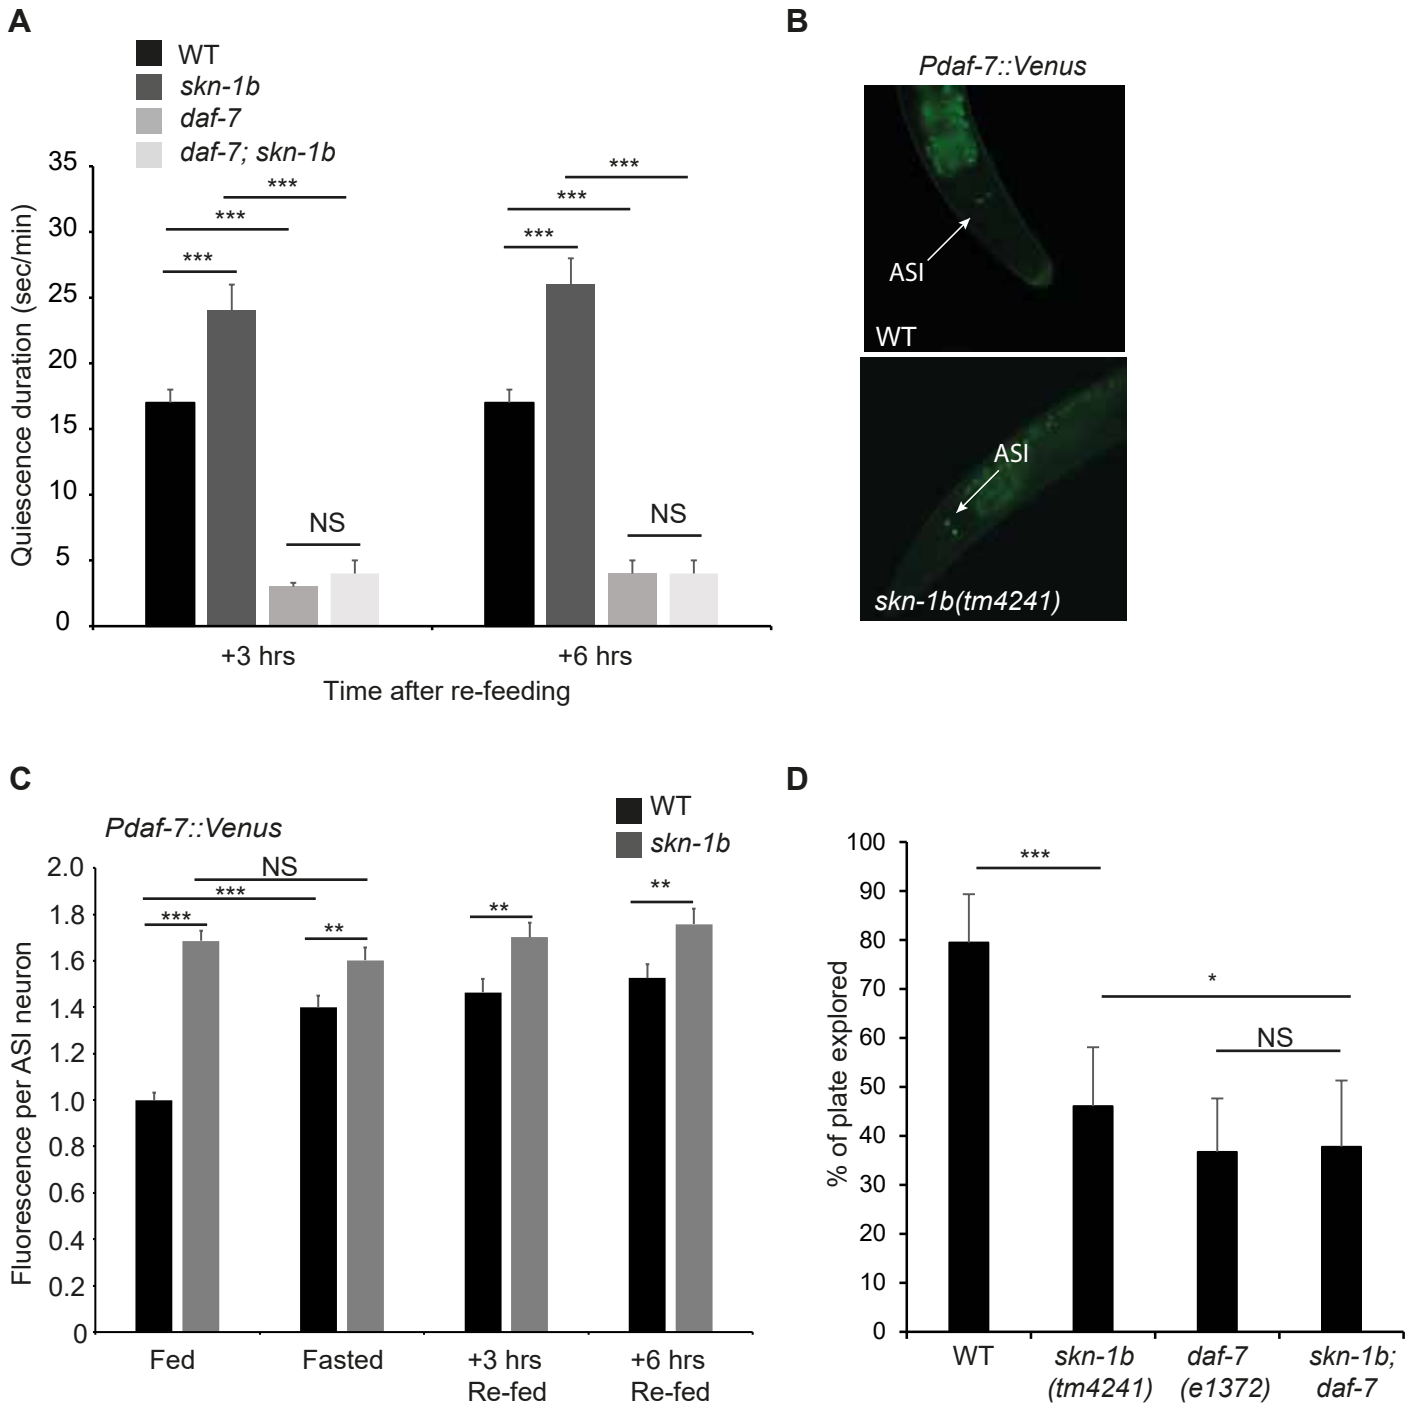 A
WT
skn-1b
daf-7
daf-7; skn-1b
Quiescence duration (sec/min)
35
30
25
20
15
10
5
0
***
***
***
NS
***
***
***
NS
+3 hrs
+6 hrs
Time after re-feeding
B
Pdaf-7::Venus
ASI
WT
ASI
skn-1b(tm4241)
C
Pdaf-7::Venus
WT
skn-1b
Fluorescence per ASI neuron
2.0
1.8
1.6
1.4
1.2
1.0
0.8
0.6
0.4
0.2
0
NS
***
***
**
**
**
Fed
Fasted
+3 hrs
Re-fed
+6 hrs
Re-fed
D
% of plate explored
100
90
80
70
60
50
40
30
20
10
0
***
*
NS
WT
skn-1b
(tm4241)
daf-7
(e1372)
skn-1b;
daf-7